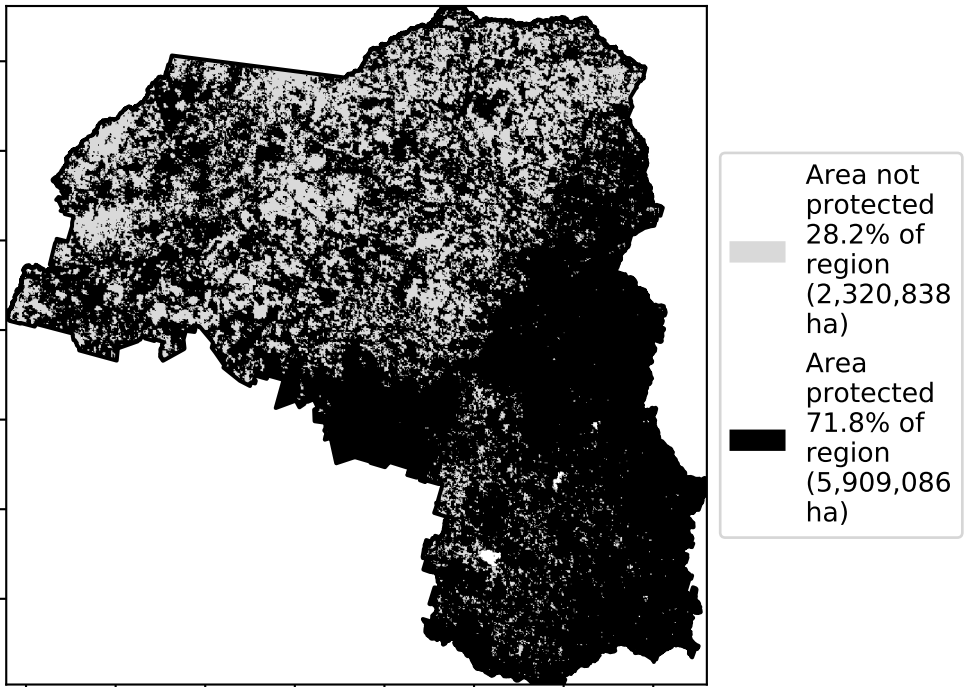 Area not
protected
28.2% of
region
(2,320,838
ha)
Area
protected
71.8% of
region
(5,909,086
ha)